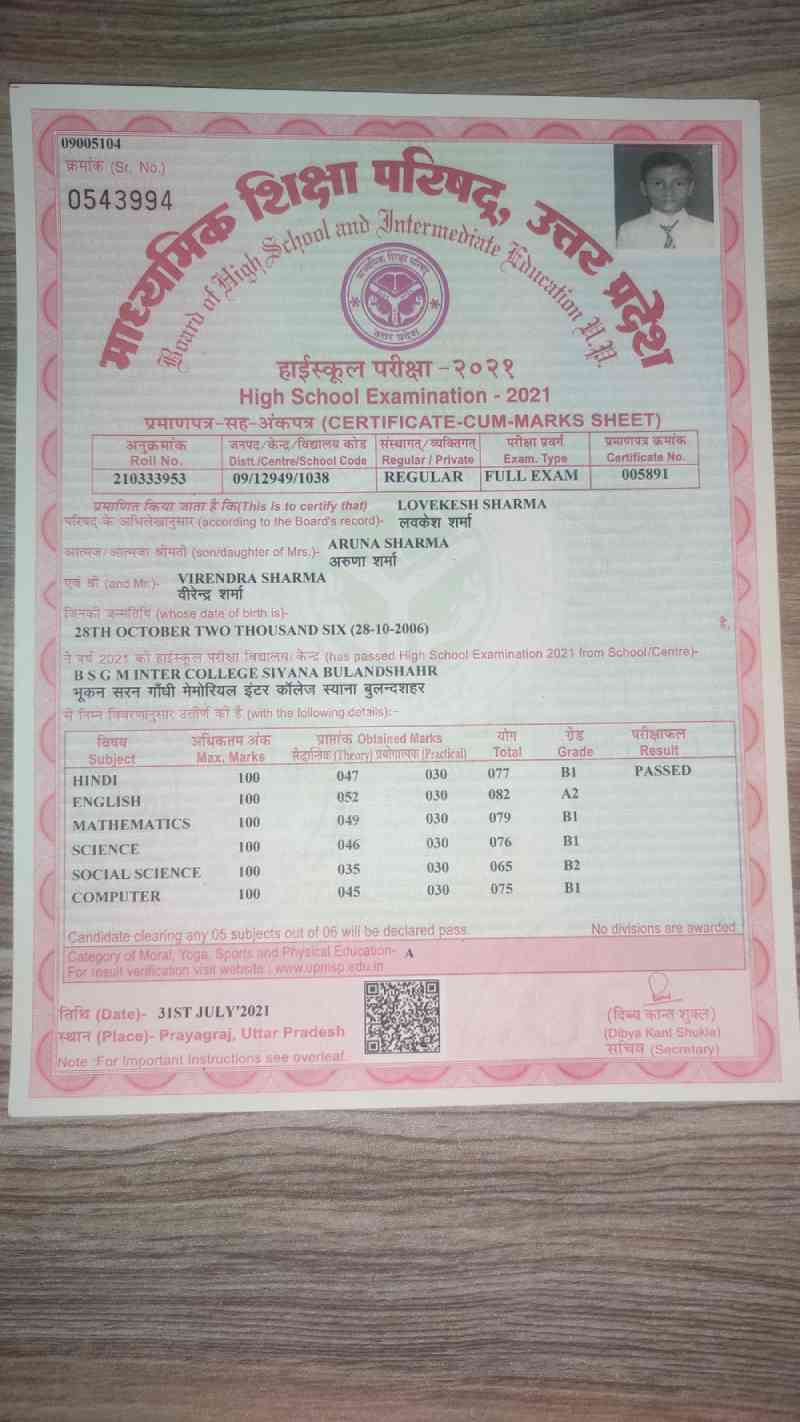 09005104
क्रमांक (Sr. No.)
0543994
माध्यमिक शिक्षा परिषद्, उत्तर प्रदेश
Board of High School and Intermediate Education U.P.
माध्यमिक शिक्षा परिषद्
उत्तर प्रदेश
हाईस्कूल परीक्षा -२०२१
High School Examination - 2021
प्रमाणपत्र-सह-अंकपत्र (CERTIFICATE-CUM-MARKS SHEET)
अनुक्रमांक जनपद/केन्द्र/विद्यालय कोड संस्थागत/व्यक्तिगत परीक्षा प्रवर्ग प्रमाणपत्र क्रमांक
Roll No. Distt./Centre/School Code Regular / Private Exam. Type Certificate No.
210333953 09/12949/1038 REGULAR FULL EXAM 005891
प्रमाणित किया जाता है कि(This is to certify that) LOVEKESH SHARMA
परिषद् के अभिलेखानुसार (according to the Board's record)- लवकेश शर्मा
आत्मज/आत्मजा श्रीमती (son/daughter of Mrs.)- ARUNA SHARMA
अरुणा शर्मा
एवं श्री (and Mr.)- VIRENDRA SHARMA
वीरेन्द्र शर्मा
जिनकी जन्मतिथि (whose date of birth is)-
28TH OCTOBER TWO THOUSAND SIX (28-10-2006) है,
ने वर्ष 2021 की हाईस्कूल परीक्षा विद्यालय/केन्द्र (has passed High School Examination 2021 from School/Centre)-
B S G M INTER COLLEGE SIYANA BULANDSHAHR
भूकन सरन गाँधी मेमोरियल इंटर कॉलेज स्याना बुलन्दशहर
से निम्न विवरणानुसार उत्तीर्ण की है (with the following details):-
विषय अधिकतम अंक प्राप्तांक Obtained Marks योग ग्रेड परीक्षाफल
Subject Max. Marks सैद्धान्तिक (Theory) प्रयोगात्मक (Practical) Total Grade Result
HINDI 100 047 030 077 B1 PASSED
ENGLISH 100 052 030 082 A2
MATHEMATICS 100 049 030 079 B1
SCIENCE 100 046 030 076 B1
SOCIAL SCIENCE 100 035 030 065 B2
COMPUTER 100 045 030 075 B1
Candidate clearing any 05 subjects out of 06 will be declared pass. No divisions are awarded
Category of Moral, Yoga, Sports and Physical Education- A
For result verification visit website : www.upmsp.edu.in
तिथि (Date)- 31ST JULY'2021
स्थान (Place)- Prayagraj, Uttar Pradesh
Note :For Important Instructions see overleaf.
(दिब्य कान्त शुक्ल)
(Dibya Kant Shukla)
सचिव (Secretary)